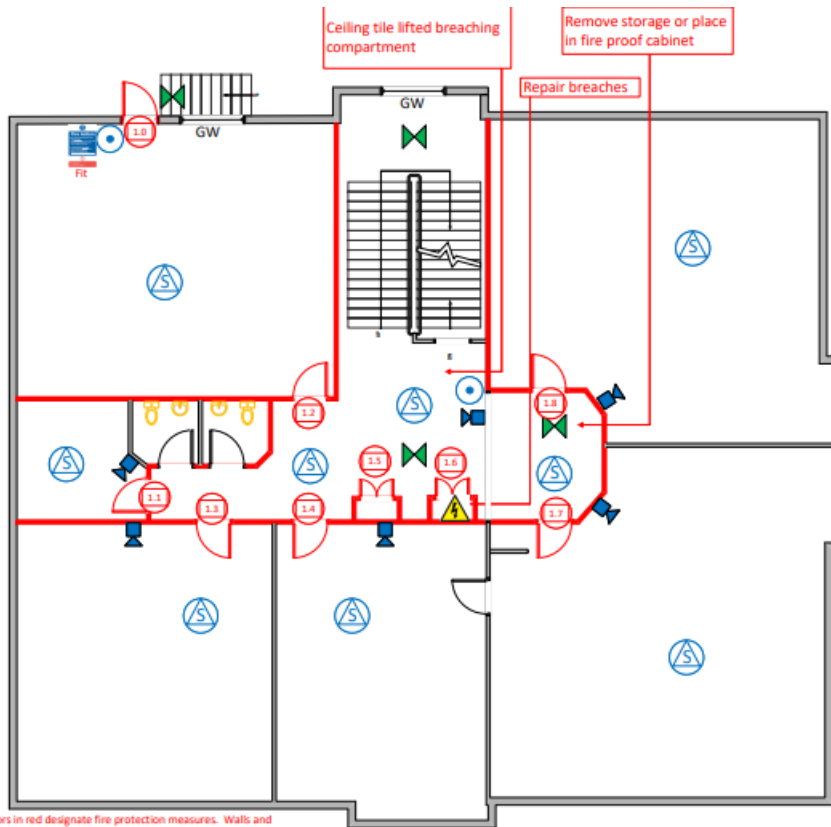 Ceiling tile lifted breaching
compartment
Remove storage or place
in fire proof cabinet
Repair breaches
GW
GW
1.0
Fit
S
S
1.2
1.8
S
S
S
S
1.5
1.6
1.1
1.3
1.4
1.7
S
S
S
ors in red designate fire protection measures. Walls and